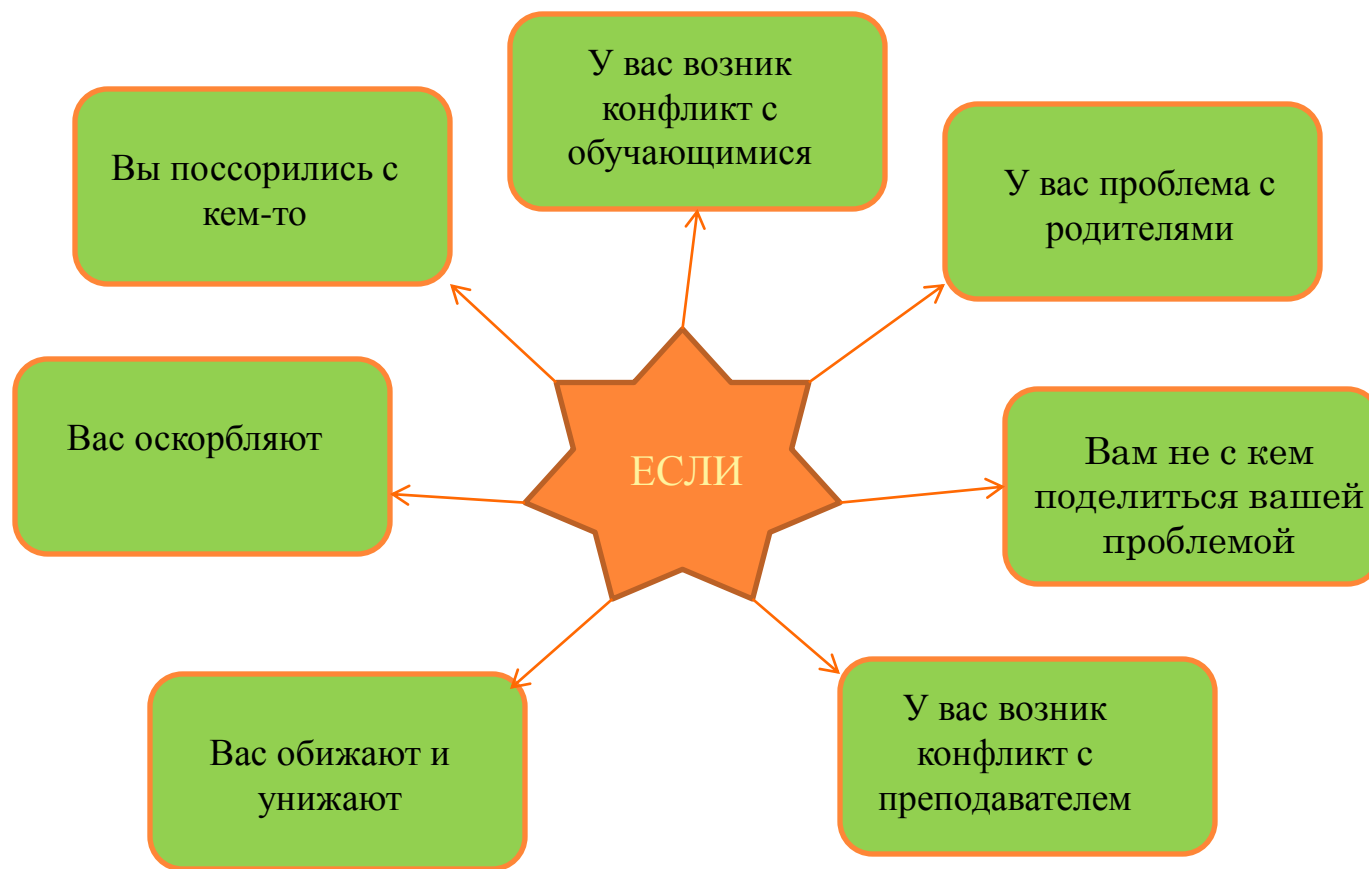 У вас возник
конфликт с
обучающимися
Вы поссорились с
кем-то
У вас проблема с
родителями
Вас оскорбляют
ЕСЛИ
Вам не с кем
поделиться вашей
проблемой
Вас обижают и
унижают
У вас возник
конфликт с
преподавателем